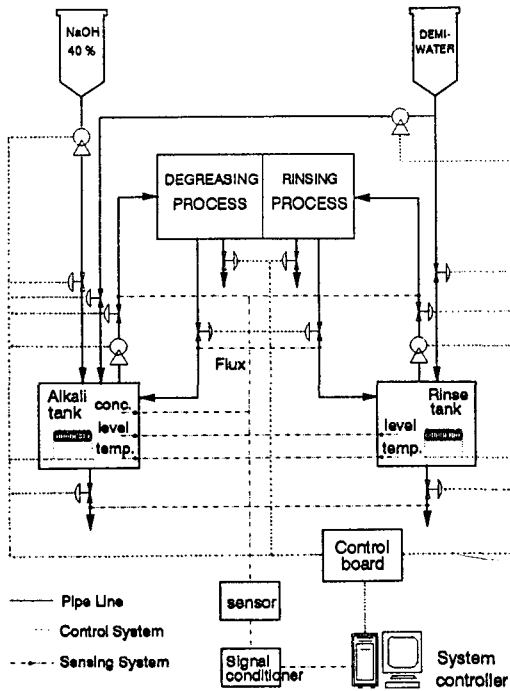 NaOH
40 %
DEMI-
WATER
DEGREASING
PROCESS
RINSING
PROCESS
Flux
Alkali
tank
conc.
level
temp.
Rinse
tank
level
temp.
Control
board
sensor
Signal
conditioner
System
controller
Pipe Line
Control System
Sensing System